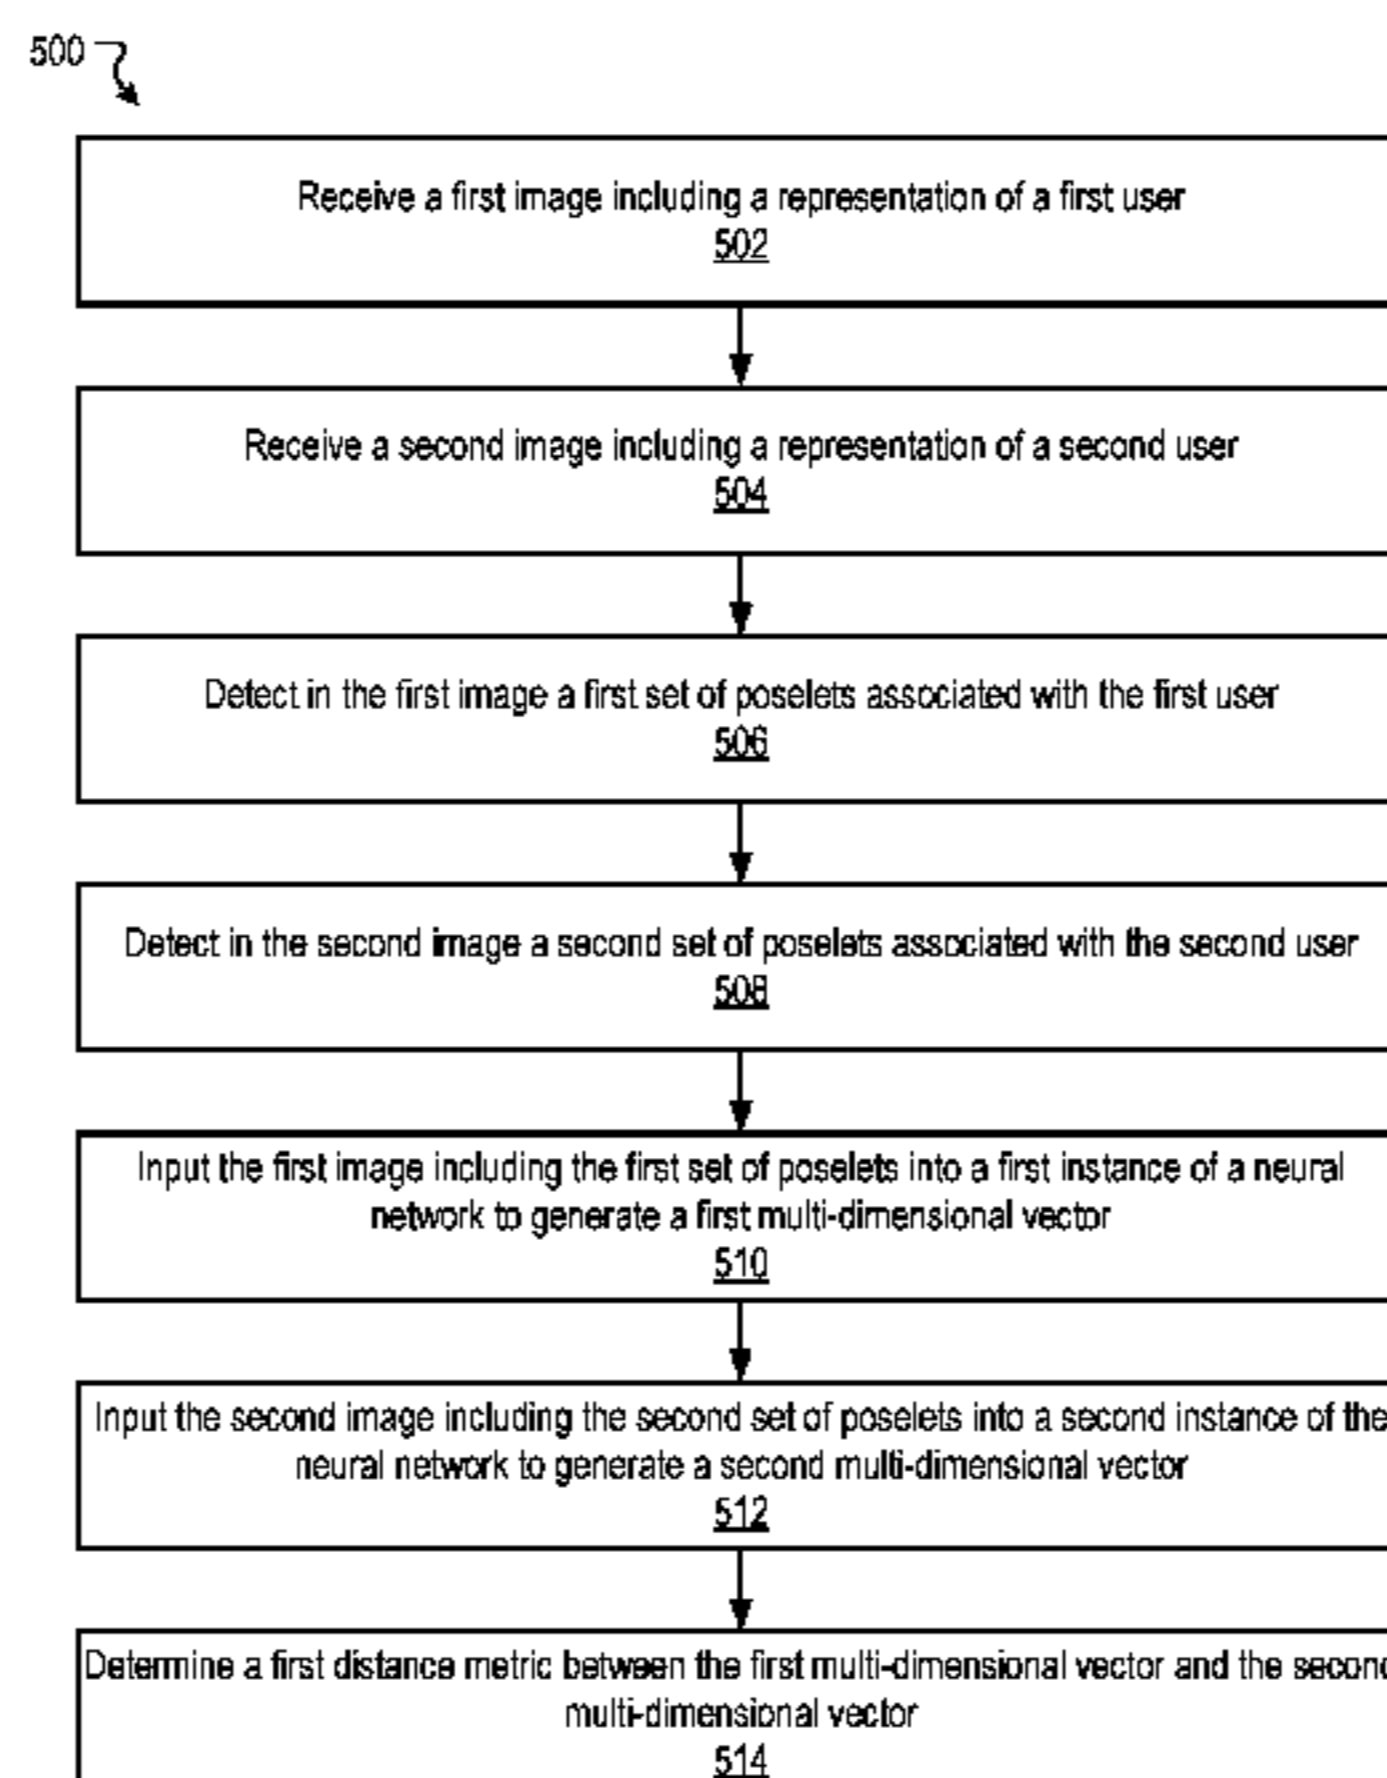 500
Receive a first image including a representation of a first user
502
Receive a second image including a representation of a second user
504
Detect in the first image a first set of poselets associated with the first user
506
Detect in the second image a second set of poselets associated with the second user
508
Input the first image including the first set of poselets into a first instance of a neural
network to generate a first multi-dimensional vector
510
Input the second image including the second set of poselets into a second instance of the
neural network to generate a second multi-dimensional vector
512
Determine a first distance metric between the first multi-dimensional vector and the second
multi-dimensional vector
514